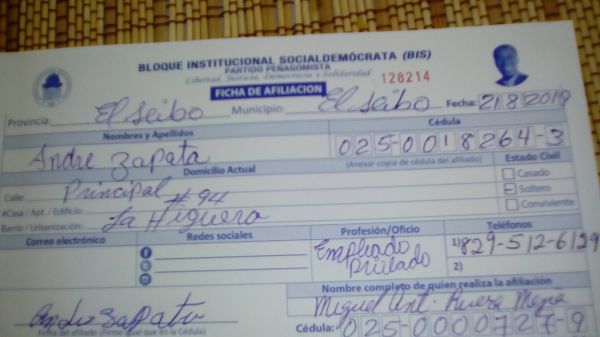 BLOQUE INSTITUCIONAL SOCIALDEMÓCRATA (BIS)
PARTIDO PEÑAGOMISTA
Libertad, Justicia, Democracia y Solidaridad
128214
FICHA DE AFILIACION
Provincia: El Seibo Municipio: El Seibo Fecha: 21/8/2019
Nombres y Apellidos Cédula
Andre Zapata 025-0018264-3
Domicilio Actual (Anexar copia de cédula del afiliado) Estado Civil
Calle: Principal Casado
#Casa / Apt. / Edificio: #94 Soltero
Barrio / Urbanización: La Higuera Conviviente
Correo electrónico Redes sociales Profesión/Oficio Teléfonos
Empleado Privado 1) 829-512-6129
2)
Nombre completo de quien realiza la afiliación
Andre Zapata Miguel Ant. Rivera Mejia
Firma del afiliado (Firme igual que en la Cédula) Cédula: 025-0000727-9